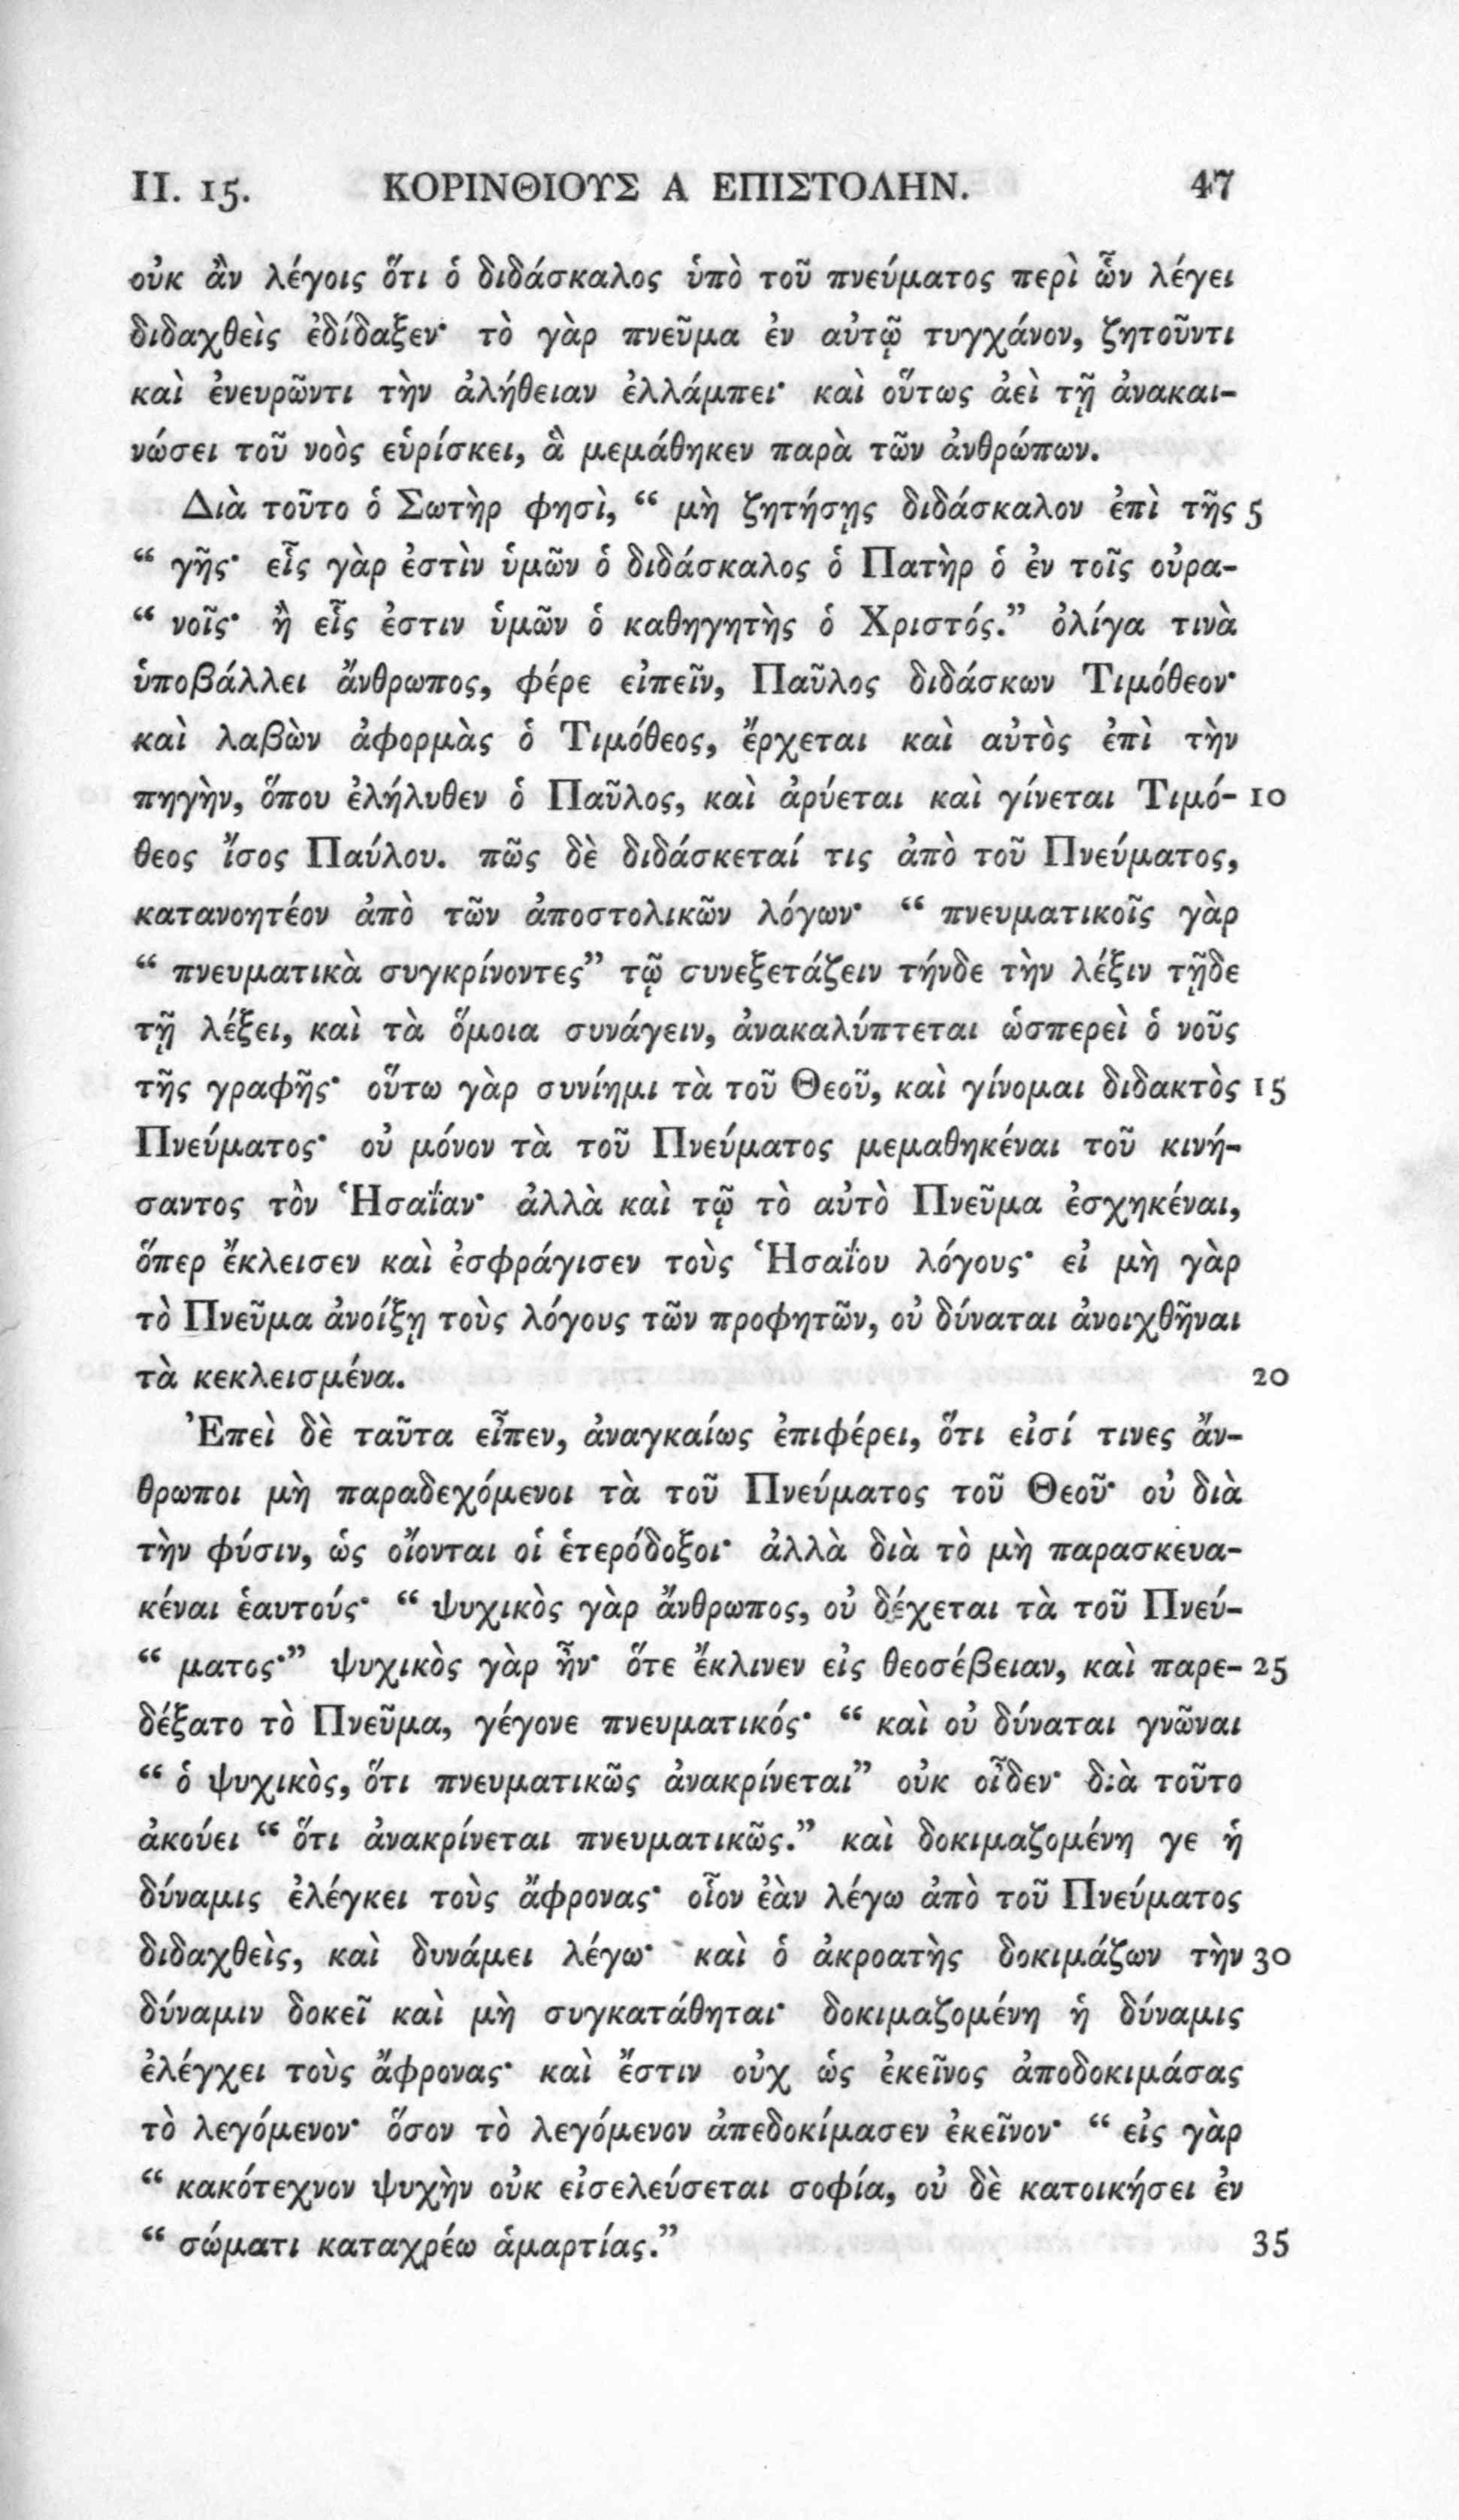 II. 15. ΚΟΡΙΝΘΙΟΥΣ Α ΕΠΙΣΤΟΛΗΝ. 47
οὐκ ἂν λέγοις ὅτι ὁ διδάσκαλος ὑπὸ τοῦ πνεύματος περὶ ὧν λέγει
διδαχθεὶς ἐδίδαξεν· τὸ γὰρ πνεῦμα ἐν αὐτῷ τυγχάνον, ζητοῦντι
καὶ ἐνευρῶντι τὴν ἀλήθειαν ἐλλάμπει· καὶ οὕτως ἀεὶ τῇ ἀνακαι-
νώσει τοῦ νοὸς εὑρίσκει, ἃ μεμάθηκεν παρὰ τῶν ἀνθρώπων.
Διὰ τοῦτο ὁ Σωτὴρ φησὶ, “ μὴ ζητήσῃς διδάσκαλον ἐπὶ τῆς 5
“ γῆς· εἷς γὰρ ἐστὶν ὑμῶν ὁ διδάσκαλος ὁ Πατὴρ ὁ ἐν τοῖς οὐρα-
“ νοῖς· ἢ εἷς ἐστιν ὑμῶν ὁ καθηγητὴς ὁ Χριστός.” ὀλίγα τινὰ
ὑποβάλλει ἄνθρωπος, φέρε εἰπεῖν, Παῦλος διδάσκων Τιμόθεον·
καὶ λαβὼν ἀφορμὰς ὁ Τιμόθεος, ἔρχεται καὶ αὐτὸς ἐπὶ τὴν
πηγὴν, ὅπου ἐλήλυθεν ὁ Παῦλος, καὶ ἀρύεται καὶ γίνεται Τιμό- 10
θεος ἴσος Παύλου. πῶς δὲ διδάσκεταί τις ἀπὸ τοῦ Πνεύματος,
κατανοητέον ἀπὸ τῶν ἀποστολικῶν λόγων· “ πνευματικοῖς γὰρ
“ πνευματικὰ συγκρίνοντες” τῷ συνεξετάζειν τήνδε τὴν λέξιν τῇδε
τῇ λέξει, καὶ τὰ ὅμοια συνάγειν, ἀνακαλύπτεται ὡσπερεὶ ὁ νοῦς
τῆς γραφῆς· οὕτω γὰρ συνίημι τὰ τοῦ Θεοῦ, καὶ γίνομαι διδακτὸς 15
Πνεύματος· οὐ μόνον τὰ τοῦ Πνεύματος μεμαθηκέναι τοῦ κινή-
σαντος τὸν Ἡσαΐαν· ἀλλὰ καὶ τῷ τὸ αὐτὸ Πνεῦμα ἐσχηκέναι,
ὅπερ ἔκλεισεν καὶ ἐσφράγισεν τοὺς Ἡσαΐου λόγους· εἰ μὴ γὰρ
τὸ Πνεῦμα ἀνοίξῃ τοὺς λόγους τῶν προφητῶν, οὐ δύναται ἀνοιχθῆναι
τὰ κεκλεισμένα. 20
Ἐπεὶ δὲ ταῦτα εἶπεν, ἀναγκαίως ἐπιφέρει, ὅτι εἰσί τινες ἄν-
θρωποι μὴ παραδεχόμενοι τὰ τοῦ Πνεύματος τοῦ Θεοῦ· οὐ διὰ
τὴν φύσιν, ὡς οἴονται οἱ ἑτερόδοξοι· ἀλλὰ διὰ τὸ μὴ παρασκευα-
κέναι ἑαυτούς· “ ψυχικὸς γὰρ ἄνθρωπος, οὐ δέχεται τὰ τοῦ Πνεύ-
“ ματος·” ψυχικὸς γὰρ ἦν· ὅτε ἔκλινεν εἰς θεοσέβειαν, καὶ παρε- 25
δέξατο τὸ Πνεῦμα, γέγονε πνευματικός· “ καὶ οὐ δύναται γνῶναι
“ ὁ ψυχικὸς, ὅτι πνευματικῶς ἀνακρίνεται” οὐκ οἶδεν· διὰ τοῦτο
ἀκούει “ ὅτι ἀνακρίνεται πνευματικῶς.” καὶ δοκιμαζομένη γε ἡ
δύναμις ἐλέγκει τοὺς ἄφρονας· οἷον ἐὰν λέγω ἀπὸ τοῦ Πνεύματος
διδαχθεὶς, καὶ δυνάμει λέγω· καὶ ὁ ἀκροατὴς δοκιμάζων τὴν 30
δύναμιν δοκεῖ καὶ μὴ συγκατάθηται· δοκιμαζομένη ἡ δύναμις
ἐλέγχει τοὺς ἄφρονας· καὶ ἔστιν οὐχ ὡς ἐκεῖνος ἀποδοκιμάσας
τὸ λεγόμενον· ὅσον τὸ λεγόμενον ἀπεδοκίμασεν ἐκεῖνον· “ εἰς γὰρ
“ κακότεχνον ψυχὴν οὐκ εἰσελεύσεται σοφία, οὐ δὲ κατοικήσει ἐν
“ σώματι καταχρέω ἁμαρτίας.” 35